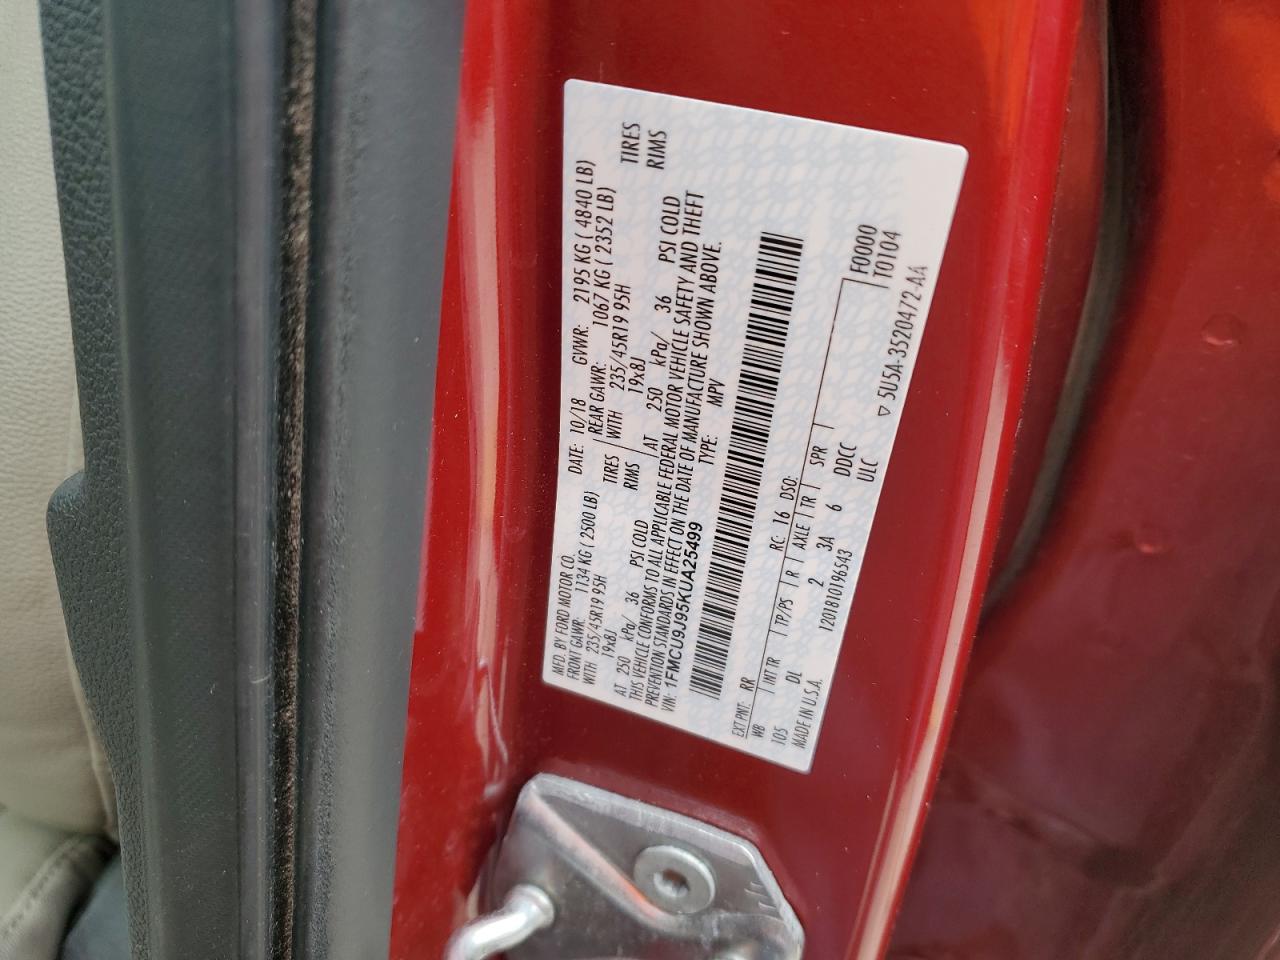 MFD. BY FORD MOTOR CO.
DATE: 10/18 GVWR: 2195 KG ( 4840 LB)
FRONT GAWR: 1134 KG ( 2500 LB)
REAR GAWR: 1067 KG ( 2352 LB)
WITH 235/45R19 95H TIRES
WITH 235/45R19 95H TIRES
19x8J RIMS
19x8J RIMS
AT 250 kPa/ 36 PSI COLD
AT 250 kPa/ 36 PSI COLD
THIS VEHICLE CONFORMS TO ALL APPLICABLE FEDERAL MOTOR VEHICLE SAFETY AND THEFT
PREVENTION STANDARDS IN EFFECT ON THE DATE OF MANUFACTURE SHOWN ABOVE.
VIN: 1FMCU9J95KUA25499 TYPE: MPV
EXT PNT: RR RC: 16 DSO: F0000
T0104
WB MTR TP/PS R AXLE TR SPR
105 DL 2 3A 6 DDCC
MADE IN U.S.A. 120181019654​3 ULC
▽ 5U5A-3520472-AA